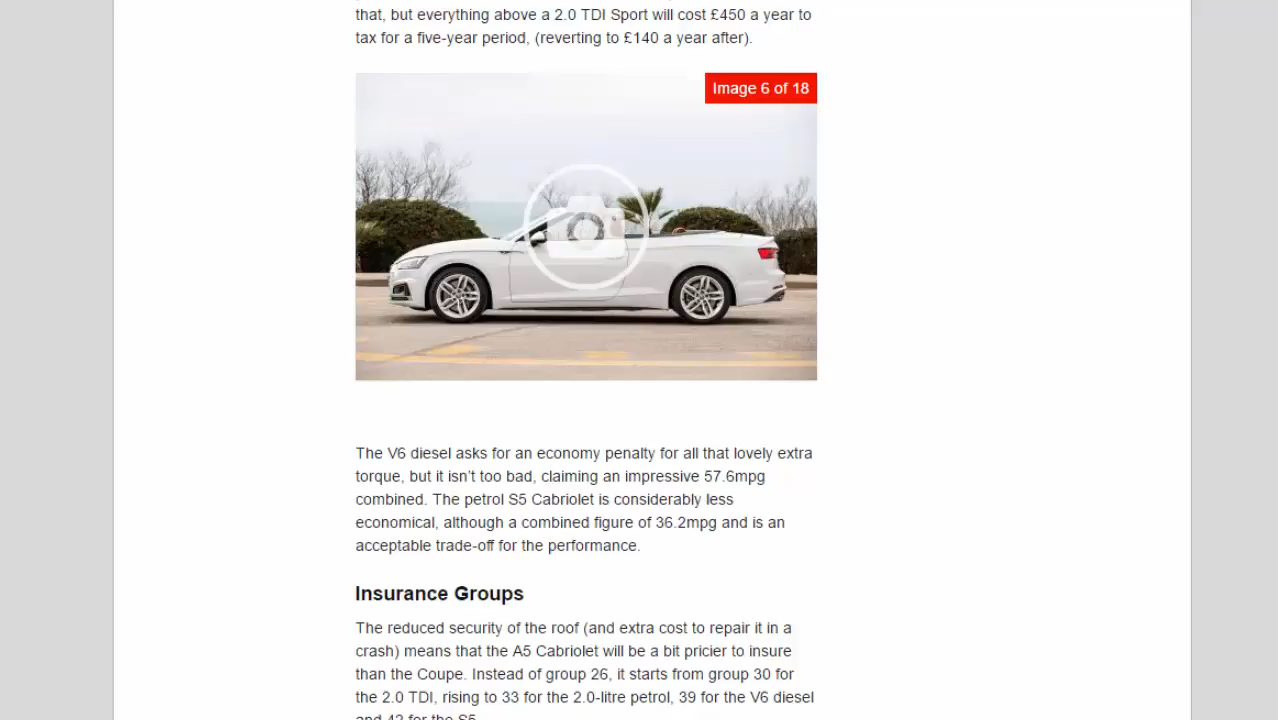 that, but everything above a 2.0 TDI Sport will cost £450 a year to
tax for a five-year period, (reverting to £140 a year after).
Image 6 of 18
The V6 diesel asks for an economy penalty for all that lovely extra
torque, but it isn’t too bad, claiming an impressive 57.6mpg
combined. The petrol S5 Cabriolet is considerably less
economical, although a combined figure of 36.2mpg and is an
acceptable trade-off for the performance.
Insurance Groups
The reduced security of the roof (and extra cost to repair it in a
crash) means that the A5 Cabriolet will be a bit pricier to insure
than the Coupe. Instead of group 26, it starts from group 30 for
the 2.0 TDI, rising to 33 for the 2.0-litre petrol, 39 for the V6 diesel
and 42 for the S5.